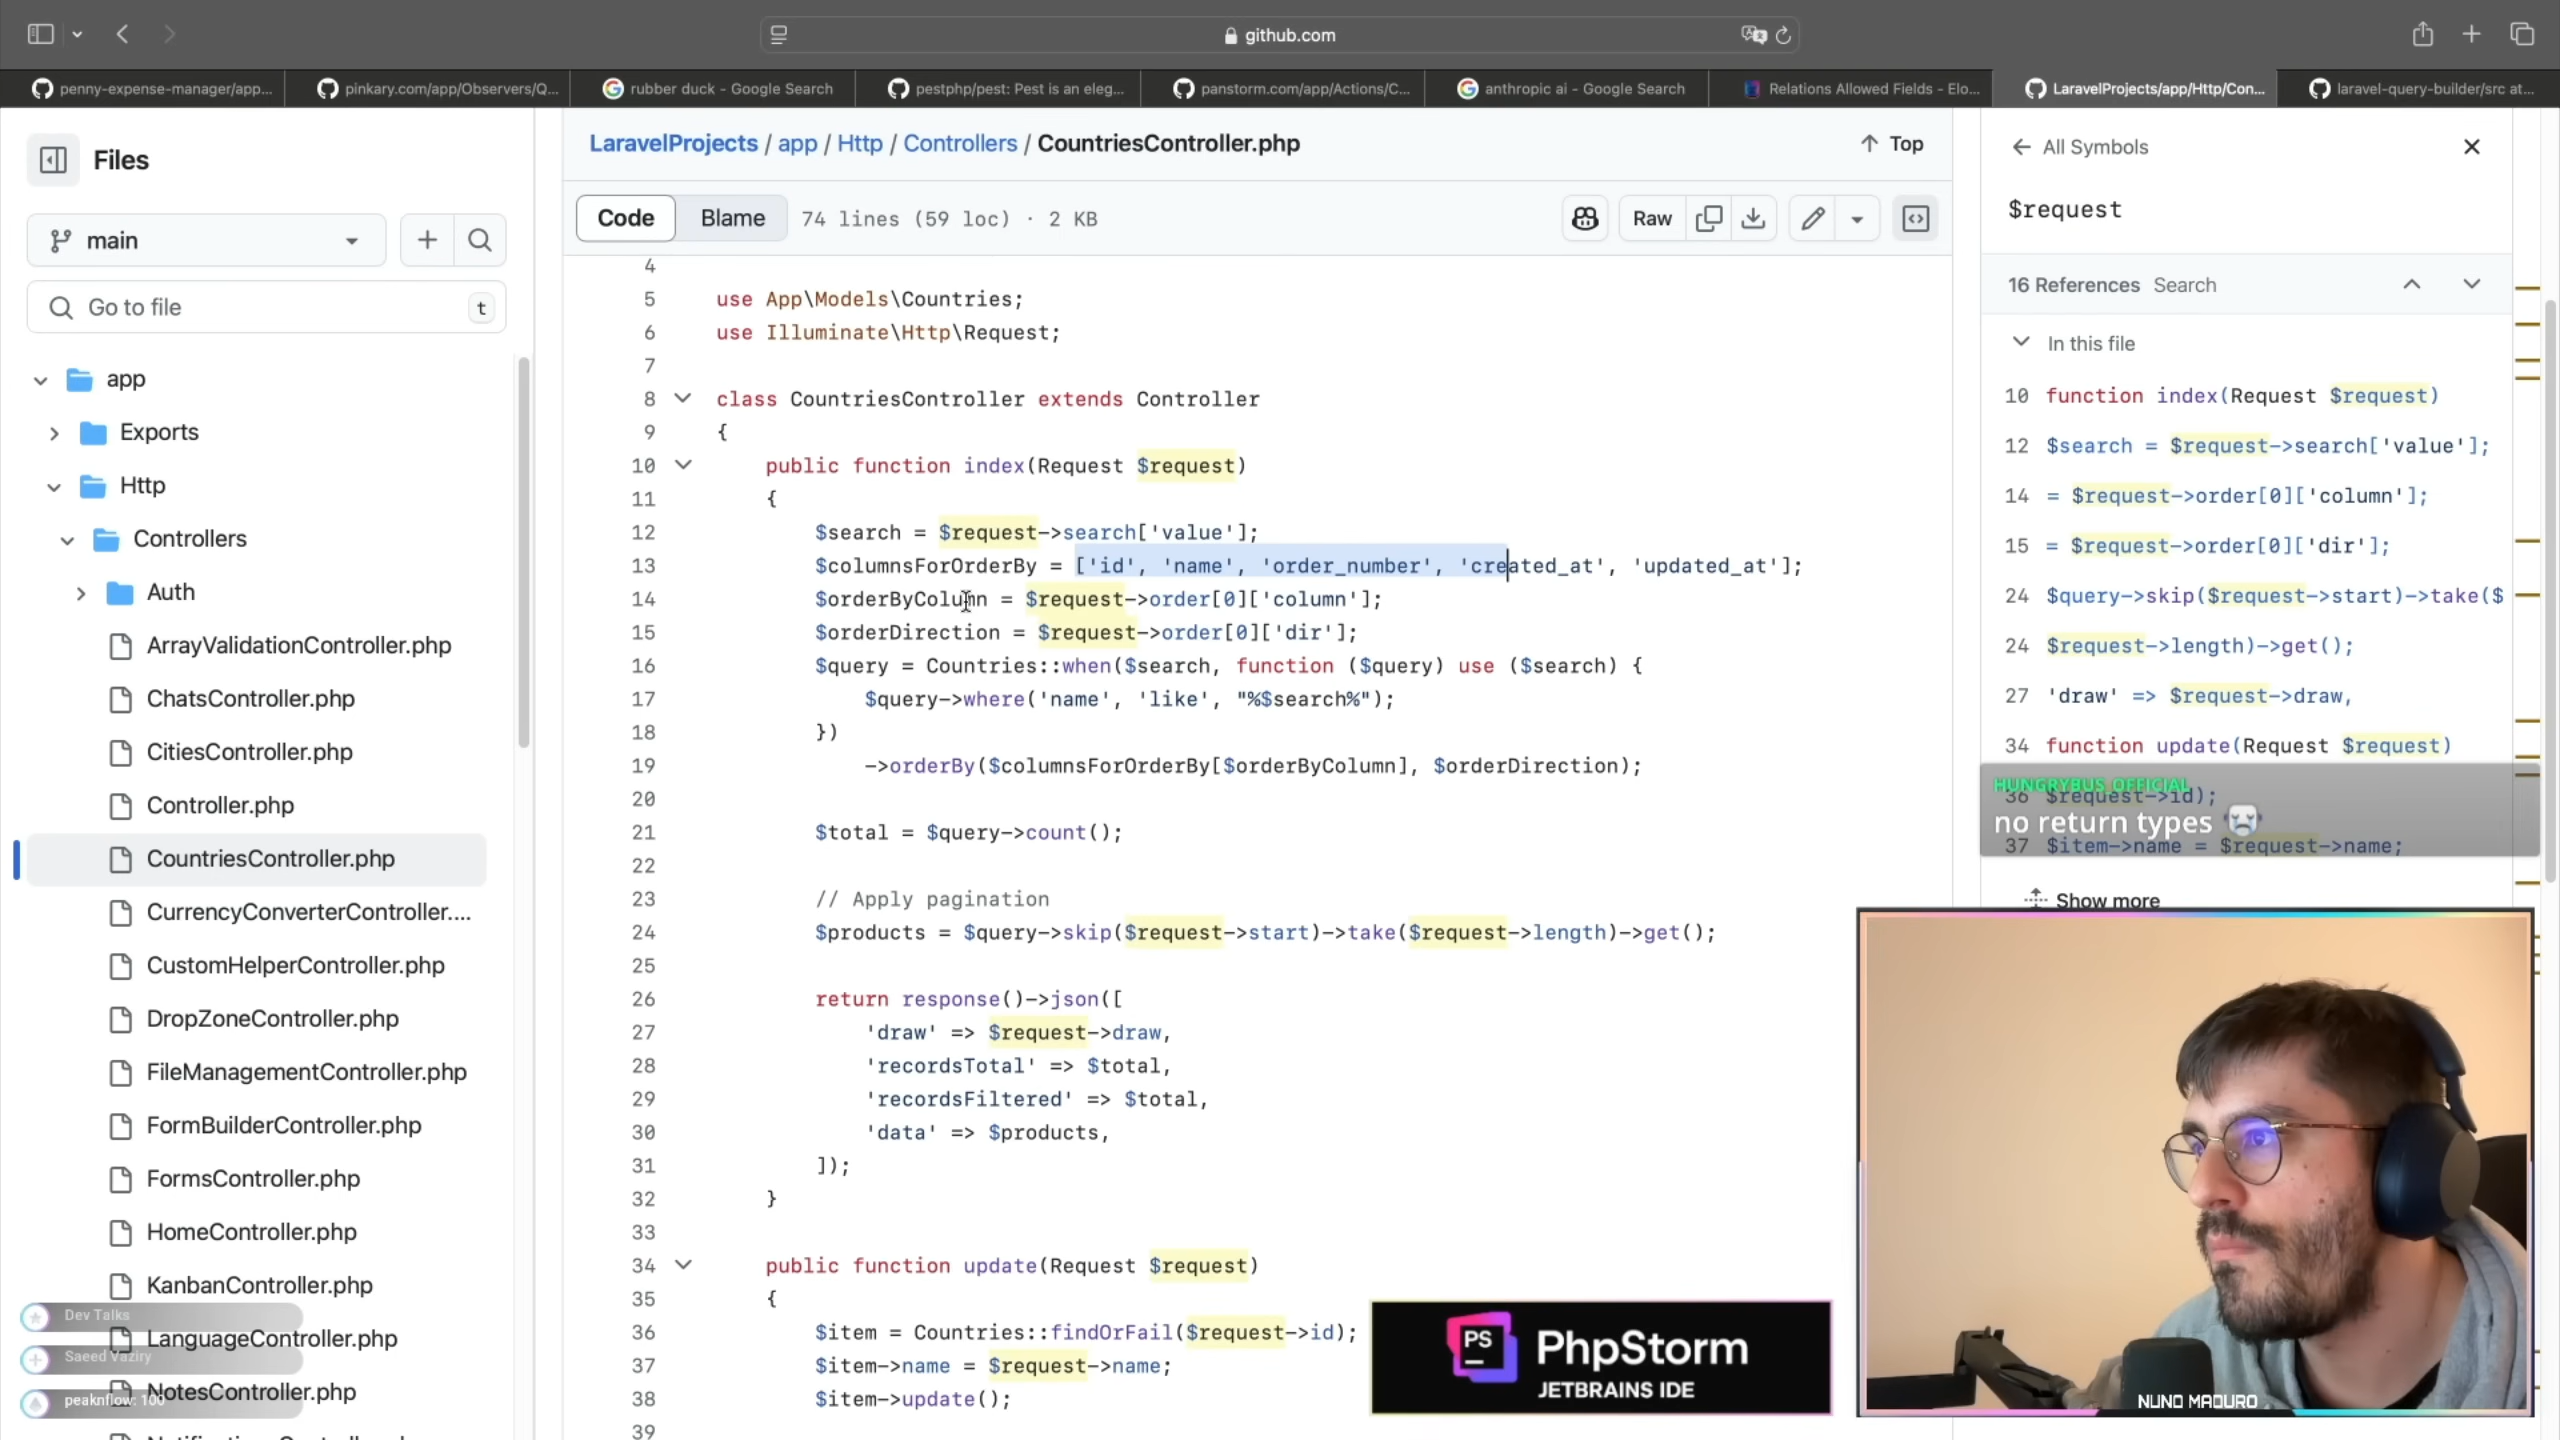 github.com
penny-expense-manager/app...
pinkary.com/app/Observers/Q...
rubber duck - Google Search
pestphp/pest: Pest is an eleg...
panstorm.com/app/Actions/C...
anthropic ai - Google Search
Relations Allowed Fields - Elo...
LaravelProjects/app/Http/Con...
laravel-query-builder/src at...
Files
main
Go to file
t
app
Exports
Http
Controllers
Auth
ArrayValidationController.php
ChatsController.php
CitiesController.php
Controller.php
CountriesController.php
CurrencyConverterController....
CustomHelperController.php
DropZoneController.php
FileManagementController.php
FormBuilderController.php
FormsController.php
HomeController.php
KanbanController.php
Dev Talks
LanguageController.php
Saeed Vaziry
NotesController.php
peaknflow: 100
LaravelProjects / app / Http / Controllers / CountriesController.php
Top
Code
Blame
74 lines (59 loc) · 2 KB
Raw
4
5 use App\Models\Countries;
6 use Illuminate\Http\Request;
7
8 class CountriesController extends Controller
9 {
10 public function index(Request $request)
11 {
12 $search = $request->search['value'];
13 $columnsForOrderBy = ['id', 'name', 'order_number', 'created_at', 'updated_at'];
14 $orderByColumn = $request->order[0]['column'];
15 $orderDirection = $request->order[0]['dir'];
16 $query = Countries::when($search, function ($query) use ($search) {
17 $query->where('name', 'like', "%$search%");
18 })
19 ->orderBy($columnsForOrderBy[$orderByColumn], $orderDirection);
20
21 $total = $query->count();
22
23 // Apply pagination
24 $products = $query->skip($request->start)->take($request->length)->get();
25
26 return response()->json([
27 'draw' => $request->draw,
28 'recordsTotal' => $total,
29 'recordsFiltered' => $total,
30 'data' => $products,
31 ]);
32 }
33
34 public function update(Request $request)
35 {
36 $item = Countries::findOrFail($request->id);
37 $item->name = $request->name;
38 $item->update();
39
All Symbols
$request
16 References Search
In this file
10 function index(Request $request)
12 $search = $request->search['value'];
14 = $request->order[0]['column'];
15 = $request->order[0]['dir'];
24 $query->skip($request->start)->take($
24 $request->length)->get();
27 'draw' => $request->draw,
34 function update(Request $request)
HUNGRYBUS_OFFICIAL
36 $request->id);
no return types
37 $item->name = $request->name;
Show more
PS
PhpStorm
JETBRAINS IDE
NUNO MADURO